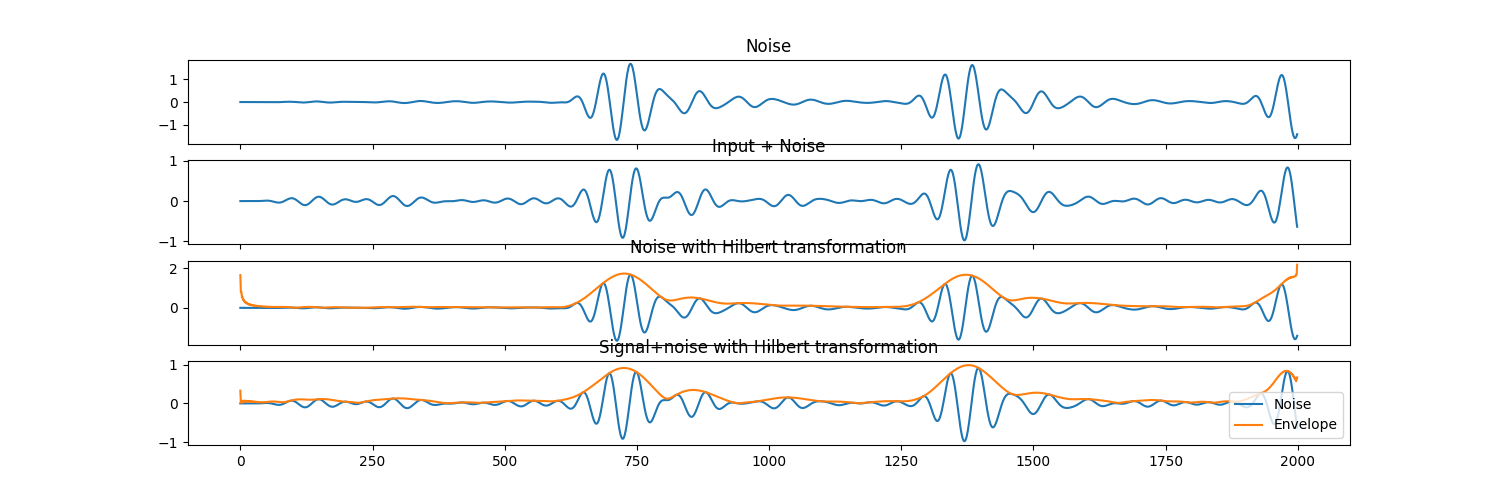 Noise
1
0
−1
Input + Noise
1
0
−1
Noise with Hilbert transformation
2
0
Signal+noise with Hilbert transformation
1
0
−1
Noise
Envelope
0 250 500 750 1000 1250 1500 1750 2000